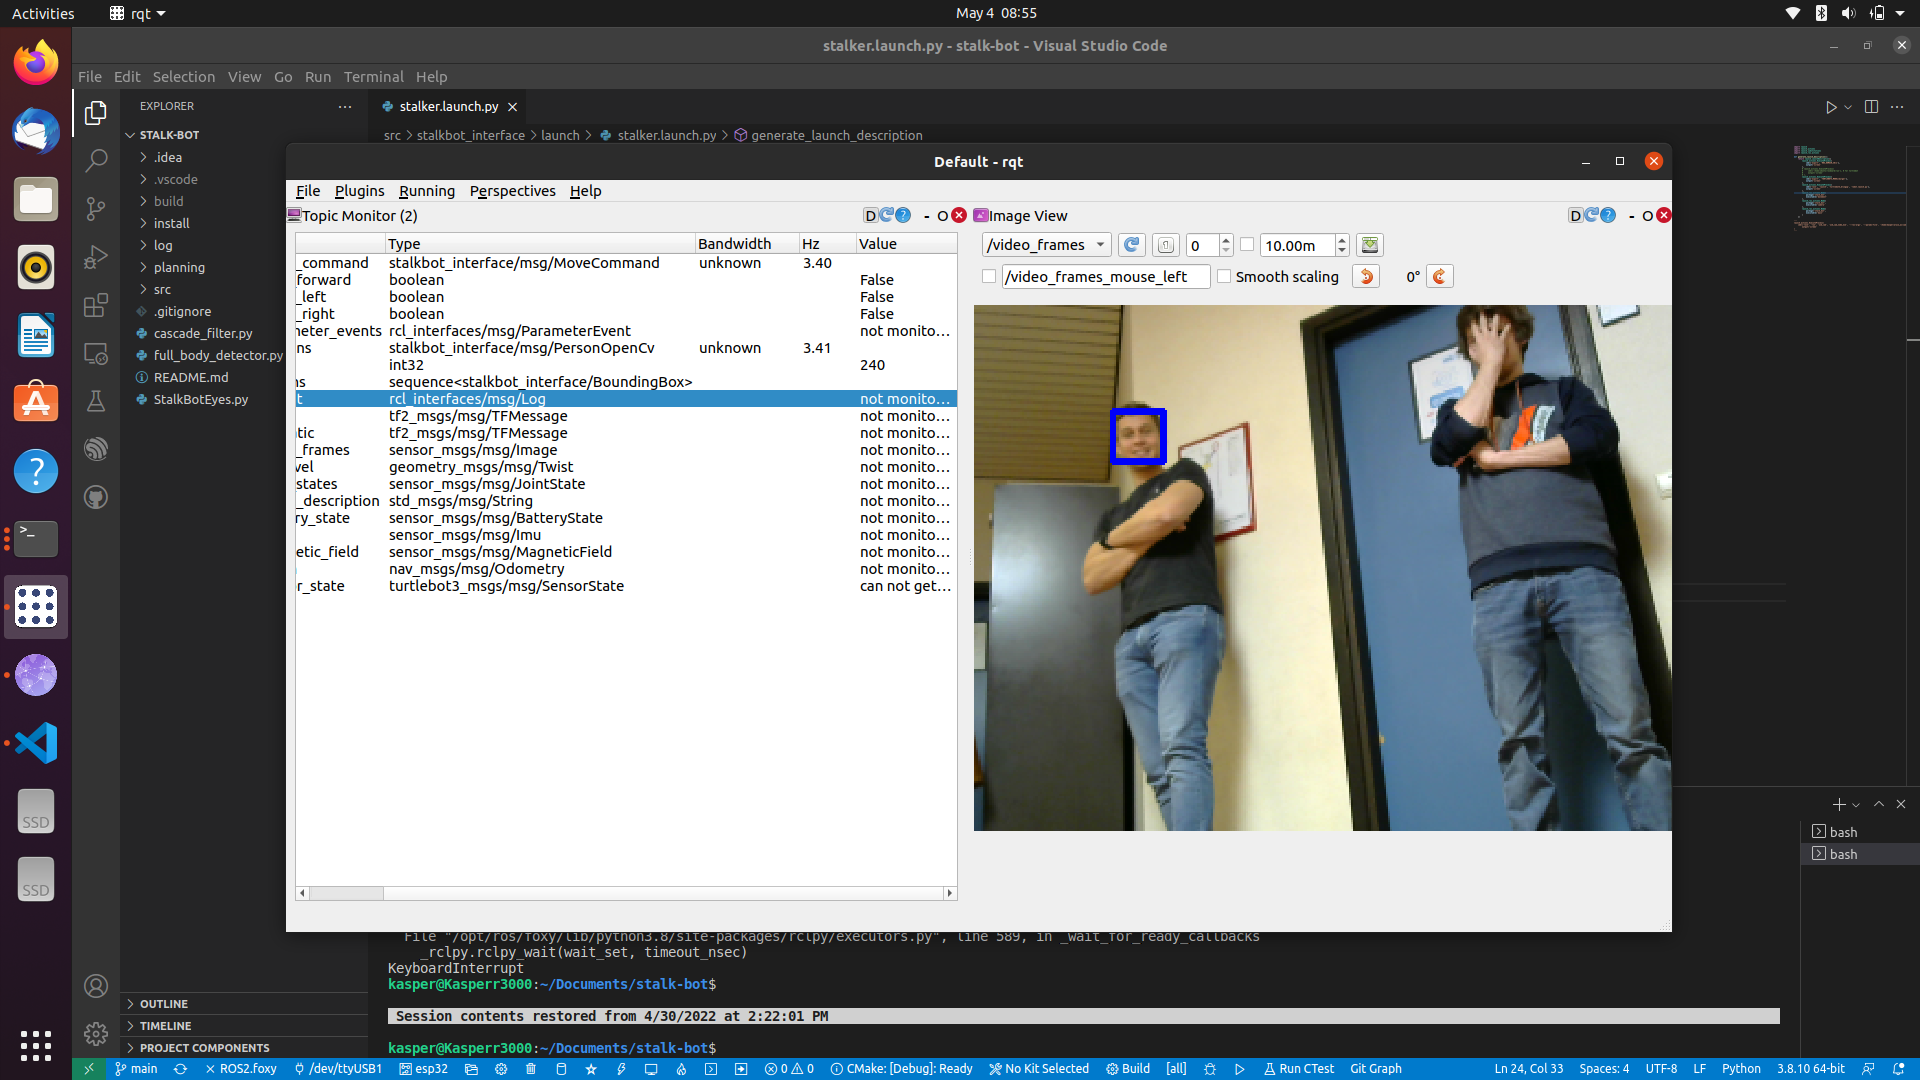 Activities
rqt
May 4 08:55
stalker.launch.py - stalk-bot - Visual Studio Code
File Edit Selection View Go Run Terminal Help
EXPLORER
stalker.launch.py
STALK-BOT
src > stalkbot_interface > launch > stalker.launch.py > generate_launch_description
.idea
.vscode
build
install
log
planning
src
.gitignore
cascade_filter.py
full_body_detector.py
README.md
StalkBotEyes.py
OUTLINE
TIMELINE
PROJECT COMPONENTS
Default - rqt
File Plugins Running Perspectives Help
Topic Monitor (2)
D - O
Type Bandwidth Hz Value
_command stalkbot_interface/msg/MoveCommand unknown 3.40
forward boolean False
_left boolean False
_right boolean False
neter_events rcl_interfaces/msg/ParameterEvent not monito...
ns stalkbot_interface/msg/PersonOpenCv unknown 3.41
int32 240
ns sequence<stalkbot_interface/BoundingBox>
t rcl_interfaces/msg/Log not monito...
tf2_msgs/msg/TFMessage not monito...
tic tf2_msgs/msg/TFMessage not monito...
_frames sensor_msgs/msg/Image not monito...
vel geometry_msgs/msg/Twist not monito...
states sensor_msgs/msg/JointState not monito...
_description std_msgs/msg/String not monito...
ry_state sensor_msgs/msg/BatteryState not monito...
sensor_msgs/msg/Imu not monito...
etic_field sensor_msgs/msg/MagneticField not monito...
nav_msgs/msg/Odometry not monito...
r_state turtlebot3_msgs/msg/SensorState can not get...
Image View
D - O
/video_frames 0 10.00m
/video_frames_mouse_left Smooth scaling 0°
File "/opt/ros/foxy/lib/python3.8/site-packages/rclpy/executors.py", line 589, in _wait_for_ready_callbacks
_rclpy.rclpy_wait(wait_set, timeout_nsec)
KeyboardInterrupt
kasper@Kasperr3000:~/Documents/stalk-bot$
Session contents restored from 4/30/2022 at 2:22:01 PM
kasper@Kasperr3000:~/Documents/stalk-bot$
bash
bash
SSD
SSD
main ROS2.foxy /dev/ttyUSB1 esp32 0 0 CMake: [Debug]: Ready No Kit Selected Build [all] Run CTest Git Graph Ln 24, Col 33 Spaces: 4 UTF-8 LF Python 3.8.10 64-bit